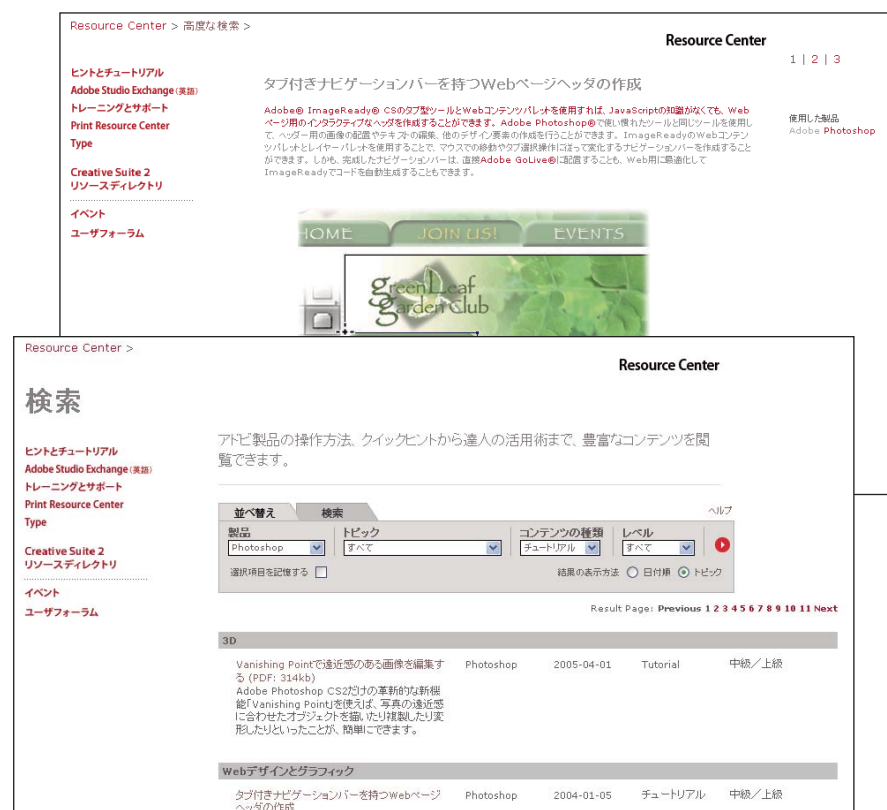 Resource Center > 高度な検索 >
Resource Center
1 | 2 | 3
ヒントとチュートリアル
Adobe Studio Exchange(英語)
トレーニングとサポート
Print Resource Center
Type
Creative Suite 2
リソースディレクトリ
イベント
ユーザフォーラム
タブ付きナビゲーションバーを持つWebページヘッダの作成
Adobe® ImageReady® CSのタブ型ツールとWebコンテンツパレットを使用すれば、JavaScriptの知識がなくても、Web
ページ用のインタラクティブなヘッダを作成することができます。Adobe Photoshop®で使い慣れたツールと同じツールを使用し
て、ヘッダー用の画像の配置やテキストの編集、他のデザイン要素の作成を行うことができます。ImageReadyのWebコンテン
ツパレットとレイヤーパレットを使用することで、マウスでの移動やタブ選択操作に従って変化するナビゲーションバーを作成すること
ができます。しかも、完成したナビゲーションバーは、直接Adobe GoLive®に配置することも、Web用に最適化して
ImageReadyでコードを自動生成することもできます。
使用した製品
Adobe Photoshop
HOME
JOIN US!
EVENTS
greenLeaf
Garden Club
Resource Center >
Resource Center
検索
ヒントとチュートリアル
Adobe Studio Exchange(英語)
トレーニングとサポート
Print Resource Center
Type
Creative Suite 2
リソースディレクトリ
イベント
ユーザフォーラム
アドビ製品の操作方法、クイックヒントから達人の活用術まで、豊富なコンテンツを閲
覧できます。
並べ替え 検索 ヘルプ
製品 トピック コンテンツの種類 レベル
Photoshop すべて チュートリアル すべて
選択項目を記憶する 結果の表示方法 日付順 トピック
Result Page: Previous 1 2 3 4 5 6 7 8 9 10 11 Next
3D
Vanishing Pointで遠近感のある画像を編集す Photoshop 2005-04-01 Tutorial 中級／上級
る (PDF: 314kb)
Adobe Photoshop CS2だけの革新的な新機
能「Vanishing Point」を使えば、写真の遠近感
に合わせたオブジェクトを描いたり複製したり変
形したりといったことが、簡単にできます。
Webデザインとグラフィック
タブ付きナビゲーションバーを持つWebページ Photoshop 2004-01-05 チュートリアル 中級／上級
ヘッダの作成